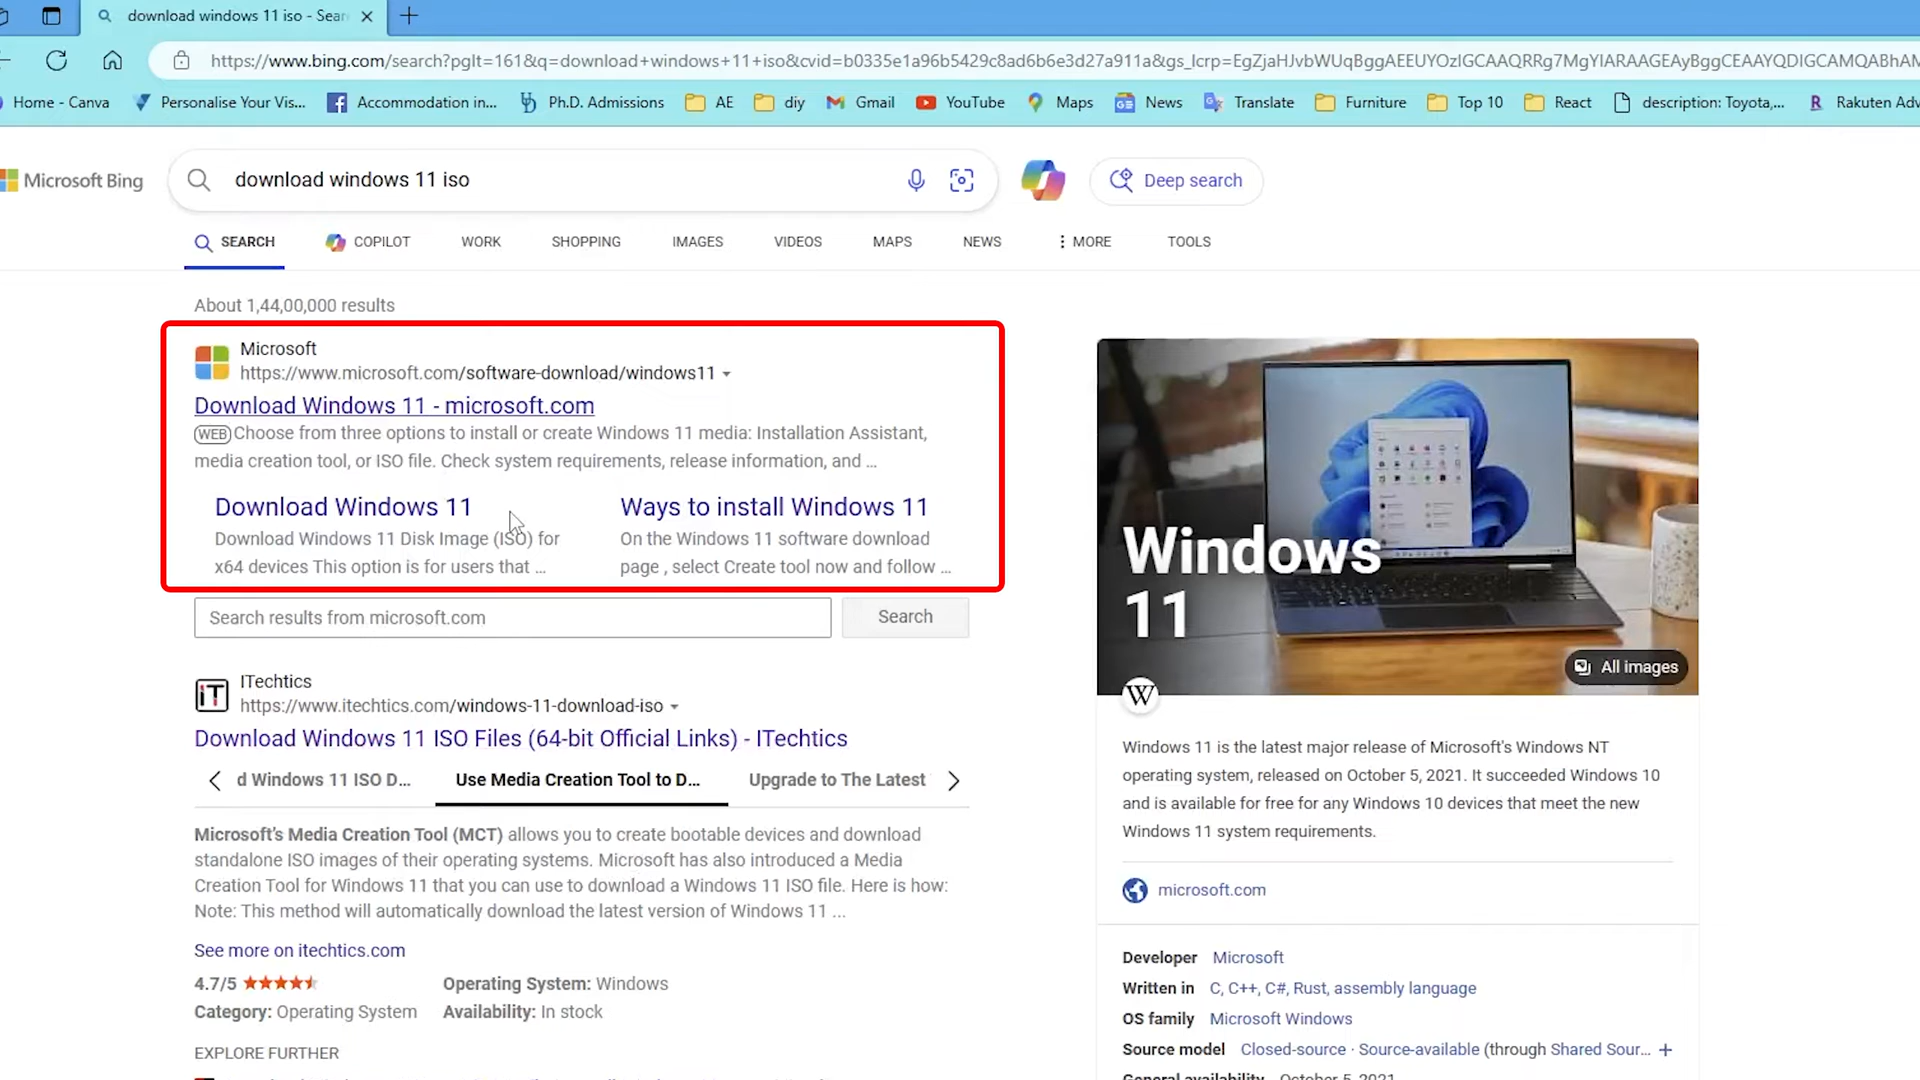 download windows 11 iso - Sear
https://www.bing.com/search?pglt=161&q=download+windows+11+iso&cvid=b0335e1a96b5429c8ad6b6e3d27a911a&gs_lcrp=EgZjaHJvbWUqBggAEEUYOzIGCAAQRRg7MgYIARAAGEAyBggCEAAYQDIGCAMQABhAM
Home - Canva Personalise Your Vis... Accommodation in... Ph.D. Admissions AE diy Gmail YouTube Maps News Translate Furniture Top 10 React description: Toyota,... Rakuten Adv
Microsoft Bing
download windows 11 iso
Deep search
SEARCH COPILOT WORK SHOPPING IMAGES VIDEOS MAPS NEWS MORE TOOLS
About 1,44,00,000 results
Microsoft
https://www.microsoft.com/software-download/windows11
Download Windows 11 - microsoft.com
WEB Choose from three options to install or create Windows 11 media: Installation Assistant,
media creation tool, or ISO file. Check system requirements, release information, and ...
Download Windows 11
Download Windows 11 Disk Image (ISO) for
x64 devices This option is for users that ...
Ways to install Windows 11
On the Windows 11 software download
page , select Create tool now and follow ...
Search results from microsoft.com
Search
iT
ITechtics
https://www.itechtics.com/windows-11-download-iso
Download Windows 11 ISO Files (64-bit Official Links) - ITechtics
d Windows 11 ISO D... Use Media Creation Tool to D... Upgrade to The Latest
Microsoft's Media Creation Tool (MCT) allows you to create bootable devices and download
standalone ISO images of their operating systems. Microsoft has also introduced a Media
Creation Tool for Windows 11 that you can use to download a Windows 11 ISO file. Here is how:
Note: This method will automatically download the latest version of Windows 11 ...
See more on itechtics.com
4.7/5 Operating System: Windows
Category: Operating System Availability: In stock
EXPLORE FURTHER
Windows
11
All images
W
Windows 11 is the latest major release of Microsoft's Windows NT
operating system, released on October 5, 2021. It succeeded Windows 10
and is available for free for any Windows 10 devices that meet the new
Windows 11 system requirements.
microsoft.com
Developer Microsoft
Written in C, C++, C#, Rust, assembly language
OS family Microsoft Windows
Source model Closed-source · Source-available (through Shared Sour...
General availability October 5, 2021